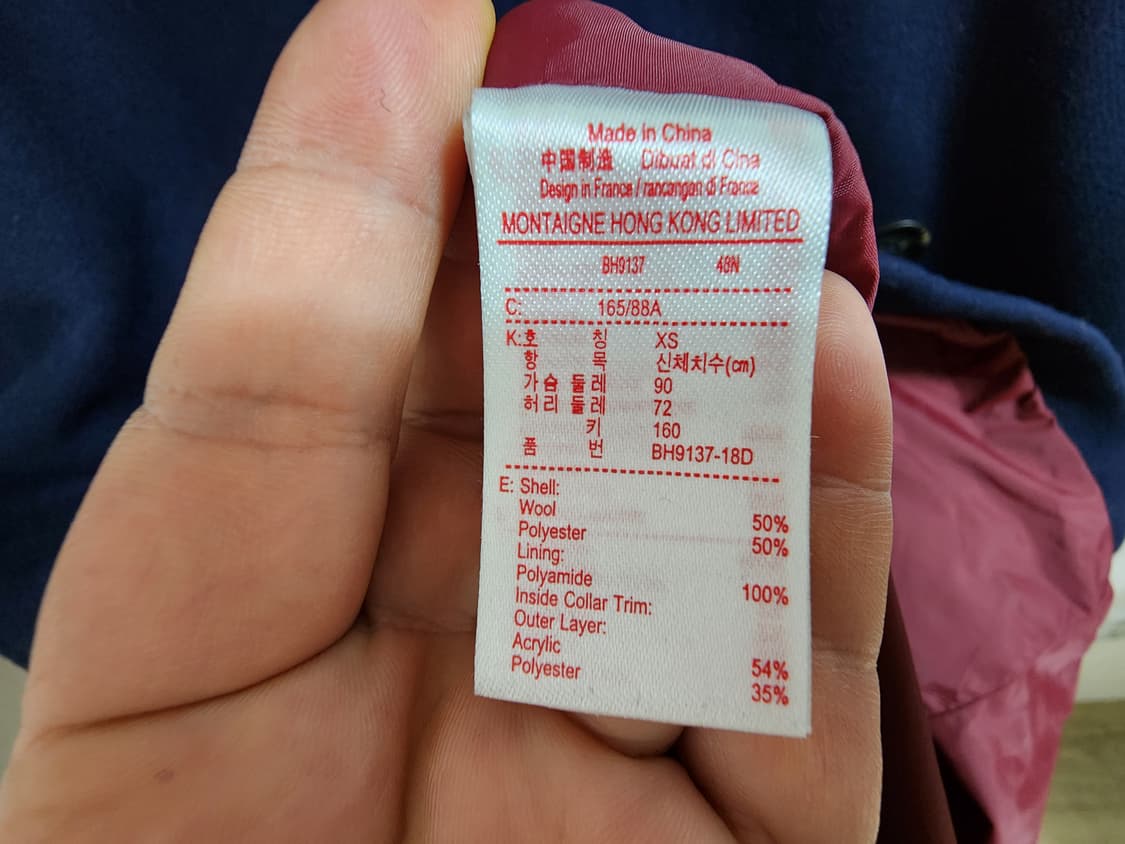 Made in China
中国制造 Dibuat di Cina
Design in France / rancangan di France
MONTAIGNE HONG KONG LIMITED
BH9137 48N
C: 165/88A
K:호 칭 XS
항 목 신체치수(cm)
가슴 둘레 90
허리 둘레 72
키 160
품 번 BH9137-18D
E: Shell:
Wool 50%
Polyester 50%
Lining:
Polyamide 100%
Inside Collar Trim:
Outer Layer:
Acrylic 54%
Polyester 35%